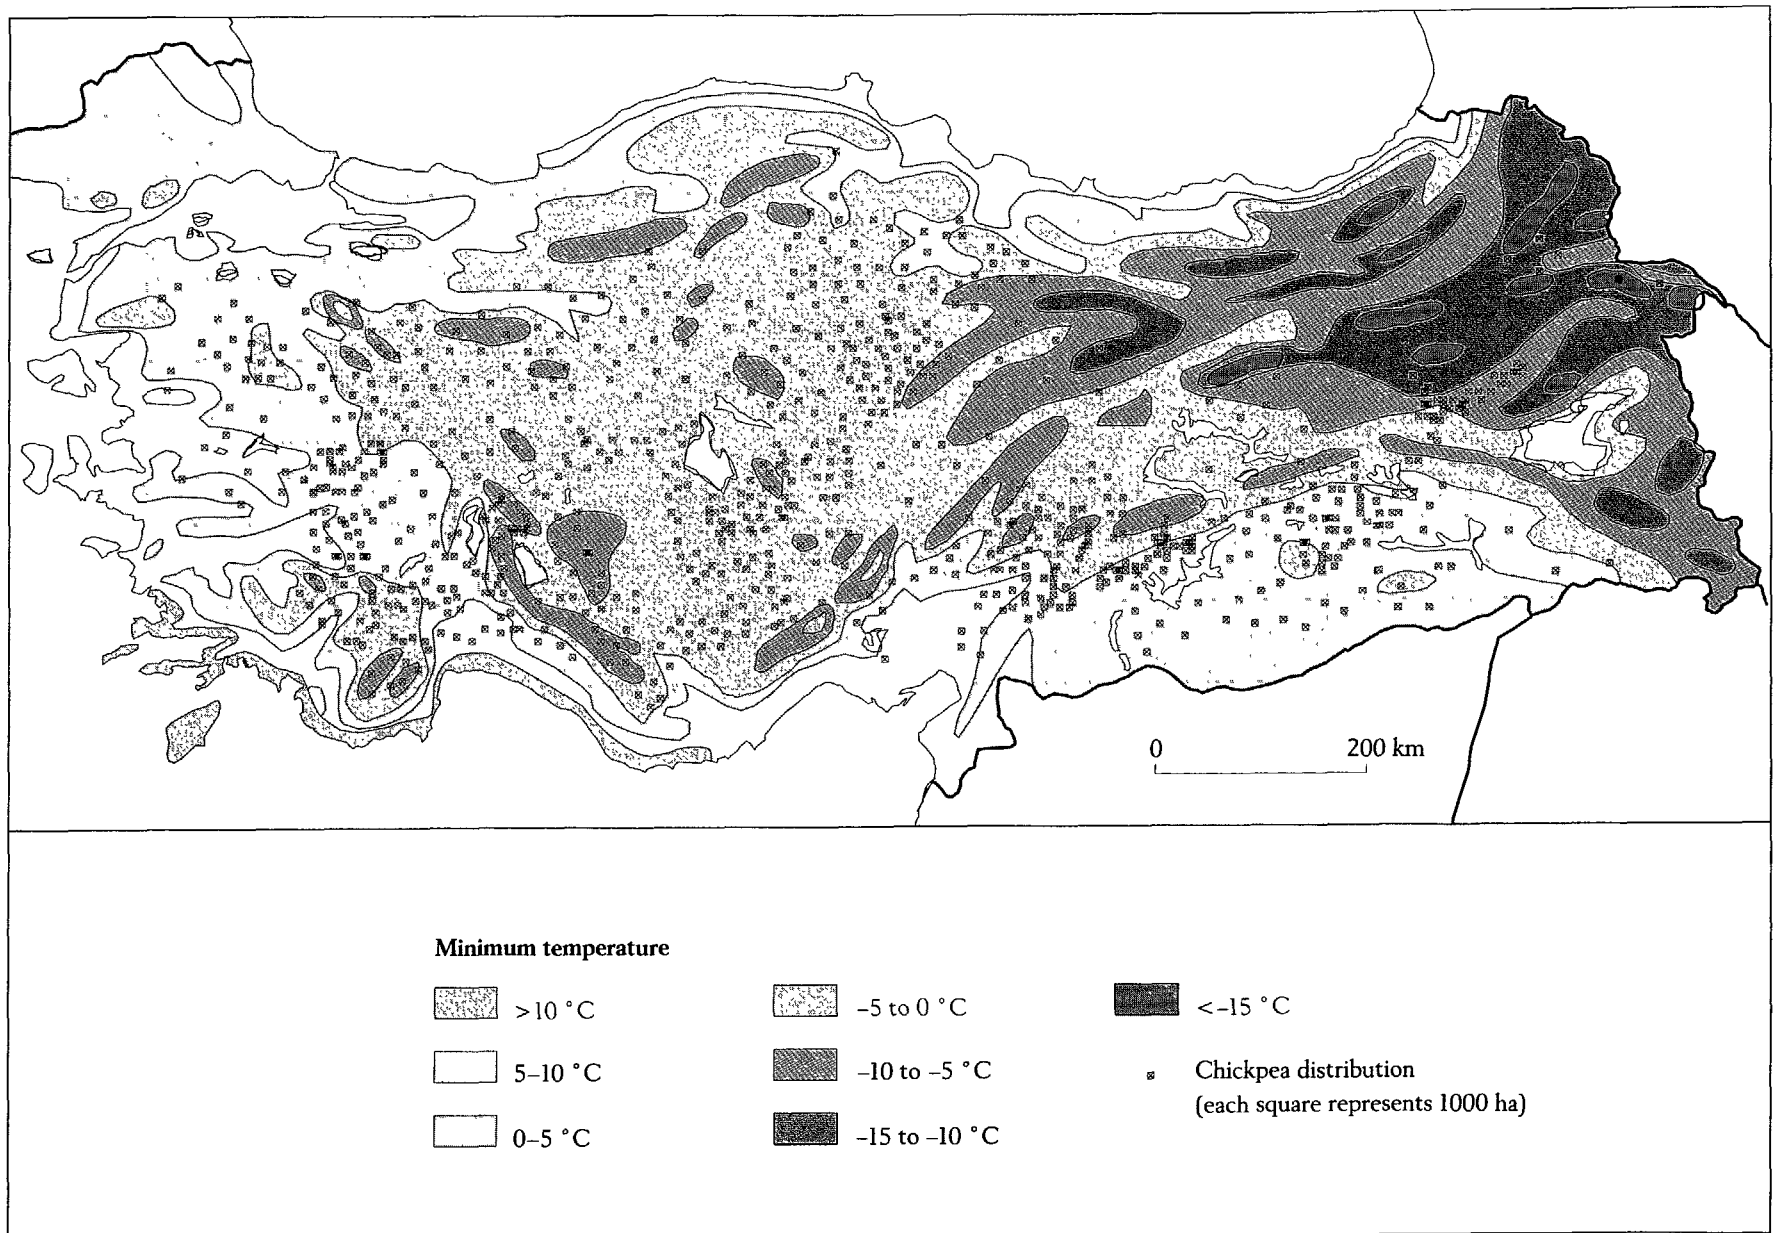 0 200 km
Minimum temperature
>10 °C
5–10 °C
0–5 °C
–5 to 0 °C
–10 to –5 °C
–15 to –10 °C
<–15 °C
Chickpea distribution
(each square represents 1000 ha)